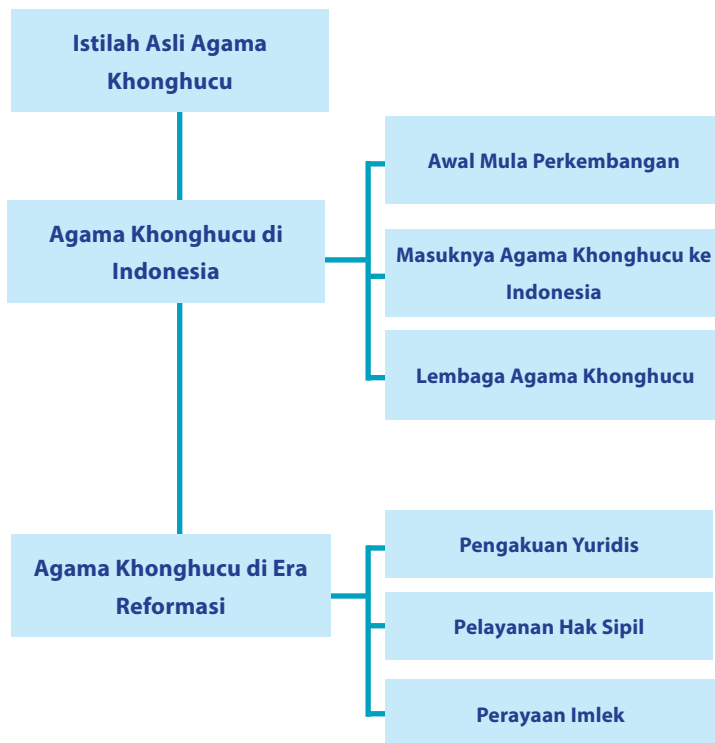 Istilah Asli Agama
Khonghucu
Agama Khonghucu di
Indonesia
Awal Mula Perkembangan
Masuknya Agama Khonghucu ke
Indonesia
Lembaga Agama Khonghucu
Agama Khonghucu di Era
Reformasi
Pengakuan Yuridis
Pelayanan Hak Sipil
Perayaan Imlek